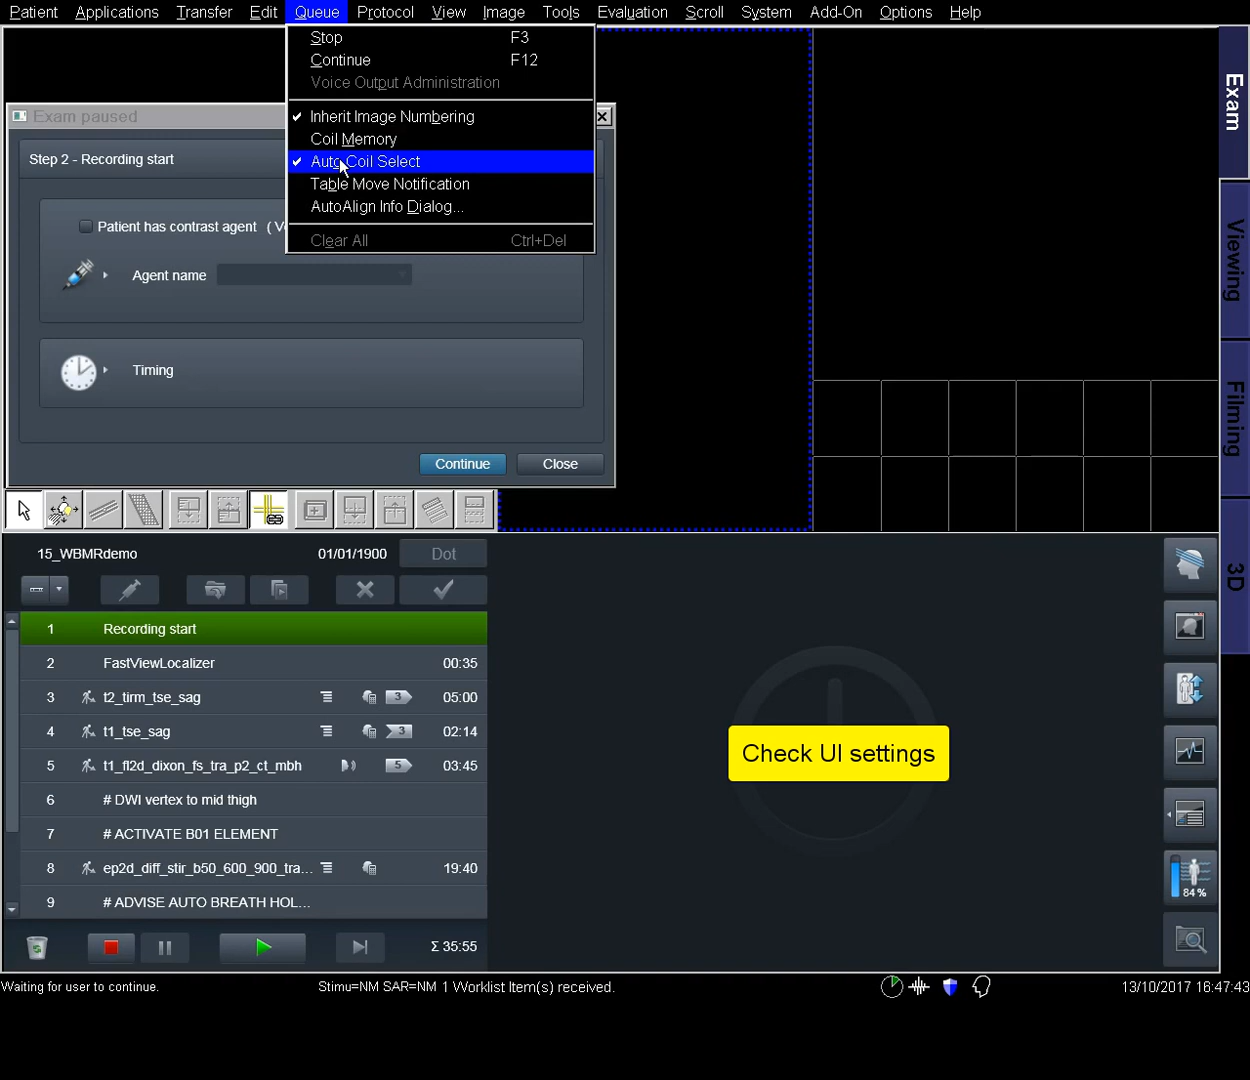 Patient Applications Transfer Edit Queue Protocol View Image Tools Evaluation Scroll System Add-On Options Help
Stop F3
Continue F12
Voice Output Administration
Inherit Image Numbering
Coil Memory
Auto Coil Select
Table Move Notification
AutoAlign Info Dialog...
Clear All Ctrl+Del
Exam paused
Step 2 - Recording start
Patient has contrast agent
Agent name
Timing
Continue Close
Exam
Viewing
Filming
3D
15_WBMRdemo 01/01/1900 Dot
1 Recording start
2 FastViewLocalizer 00:35
3 t2_tirm_tse_sag 3 05:00
4 t1_tse_sag 3 02:14
5 t1_fl2d_dixon_fs_tra_p2_ct_mbh 5 03:45
6 # DWI vertex to mid thigh
7 # ACTIVATE B01 ELEMENT
8 ep2d_diff_stir_b50_600_900_tra... 19:40
9 # ADVISE AUTO BREATH HOL...
Σ 35:55
Check UI settings
84 %
Waiting for user to continue. Stimu=NM SAR=NM 1 Worklist Item(s) received. 13/10/2017 16:47:43